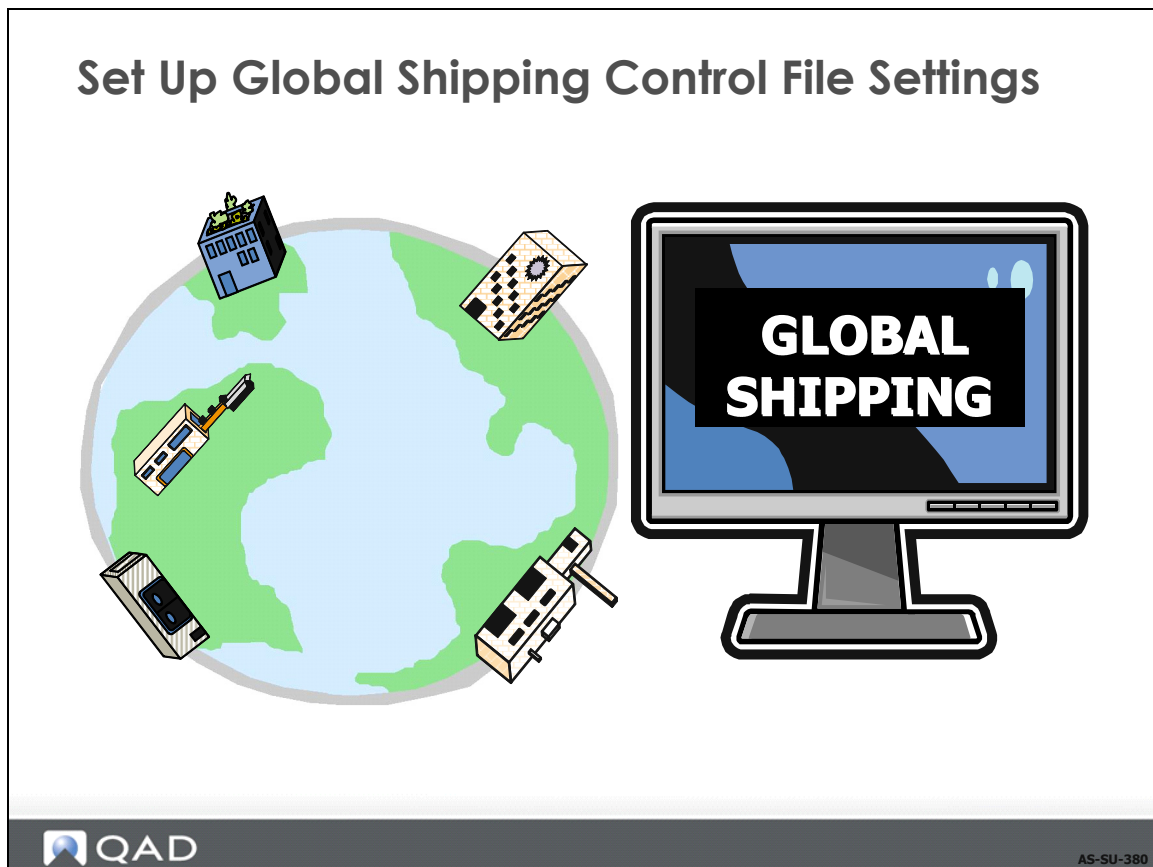 Set Up Global Shipping Control File Settings
GLOBAL
SHIPPING
QAD
AS-SU-380